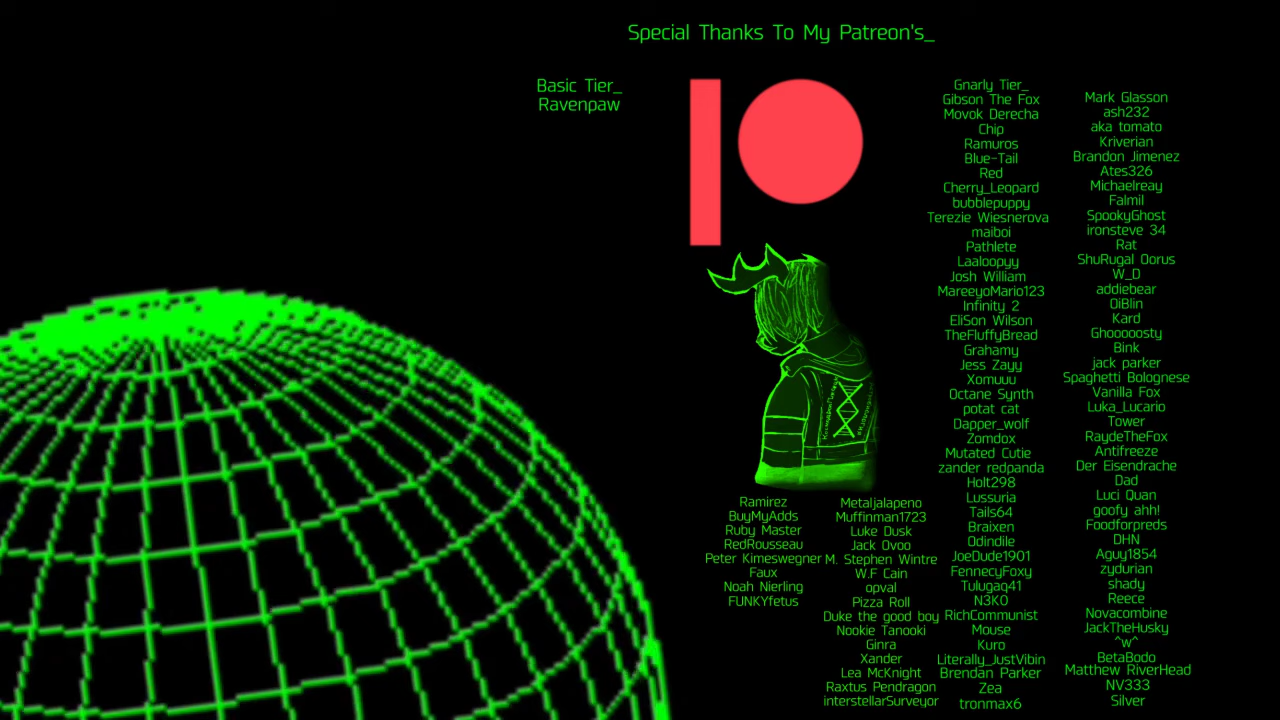 Special Thanks To My Patreon's_
Basic Tier_
Ravenpaw
Ramirez
BuyMyAdds
Ruby Master
RedRousseau
Peter Kimeswegner
Faux
Noah Nierling
FUNKYfetus
Metaljalapeno
Muffinman1723
Luke Dusk
Jack Ovoo
M. Stephen Wintre
W.F Cain
opval
Pizza Roll
Duke the good boy
Nookie Tanooki
Ginra
Xander
Lea McKnight
Raxtus Pendragon
interstellarSurveyor
Gnarly Tier_
Gibson The Fox
Movok Derecha
Chip
Ramuros
Blue-Tail
Red
Cherry_Leopard
bubblepuppy
Terezie Wiesnerova
maiboi
Pathlete
Laaloopyy
Josh William
MareeyoMario123
Infinity 2
EliSon Wilson
TheFluffyBread
Grahamy
Jess Zayy
Xomuuu
Octane Synth
potat cat
Dapper_wolf
Zomdox
Mutated Cutie
zander redpanda
Holt298
Lussuria
Tails64
Braixen
Odindile
JoeDude1901
FennecyFoxy
Tulugaq41
N3KO
RichCommunist
Mouse
Kuro
Literally_JustVibin
Brendan Parker
Zea
tronmax6
Mark Glasson
ash232
aka tomato
Kriverian
Brandon Jimenez
Ates326
Michaelreay
Falmil
SpookyGhost
ironsteve 34
Rat
ShuRugal Oorus
W_D
addiebear
OiBlin
Kard
Ghooooosty
Bink
jack parker
Spaghetti Bolognese
Vanilla Fox
Luka_Lucario
Tower
RaydeTheFox
Antifreeze
Der Eisendrache
Dad
Luci Quan
goofy ahh!
Foodforpreds
DHN
Aguy1854
zydurian
shady
Reece
Novacombine
JackTheHusky
^w^
BetaBodo
Matthew RiverHead
NV333
Silver